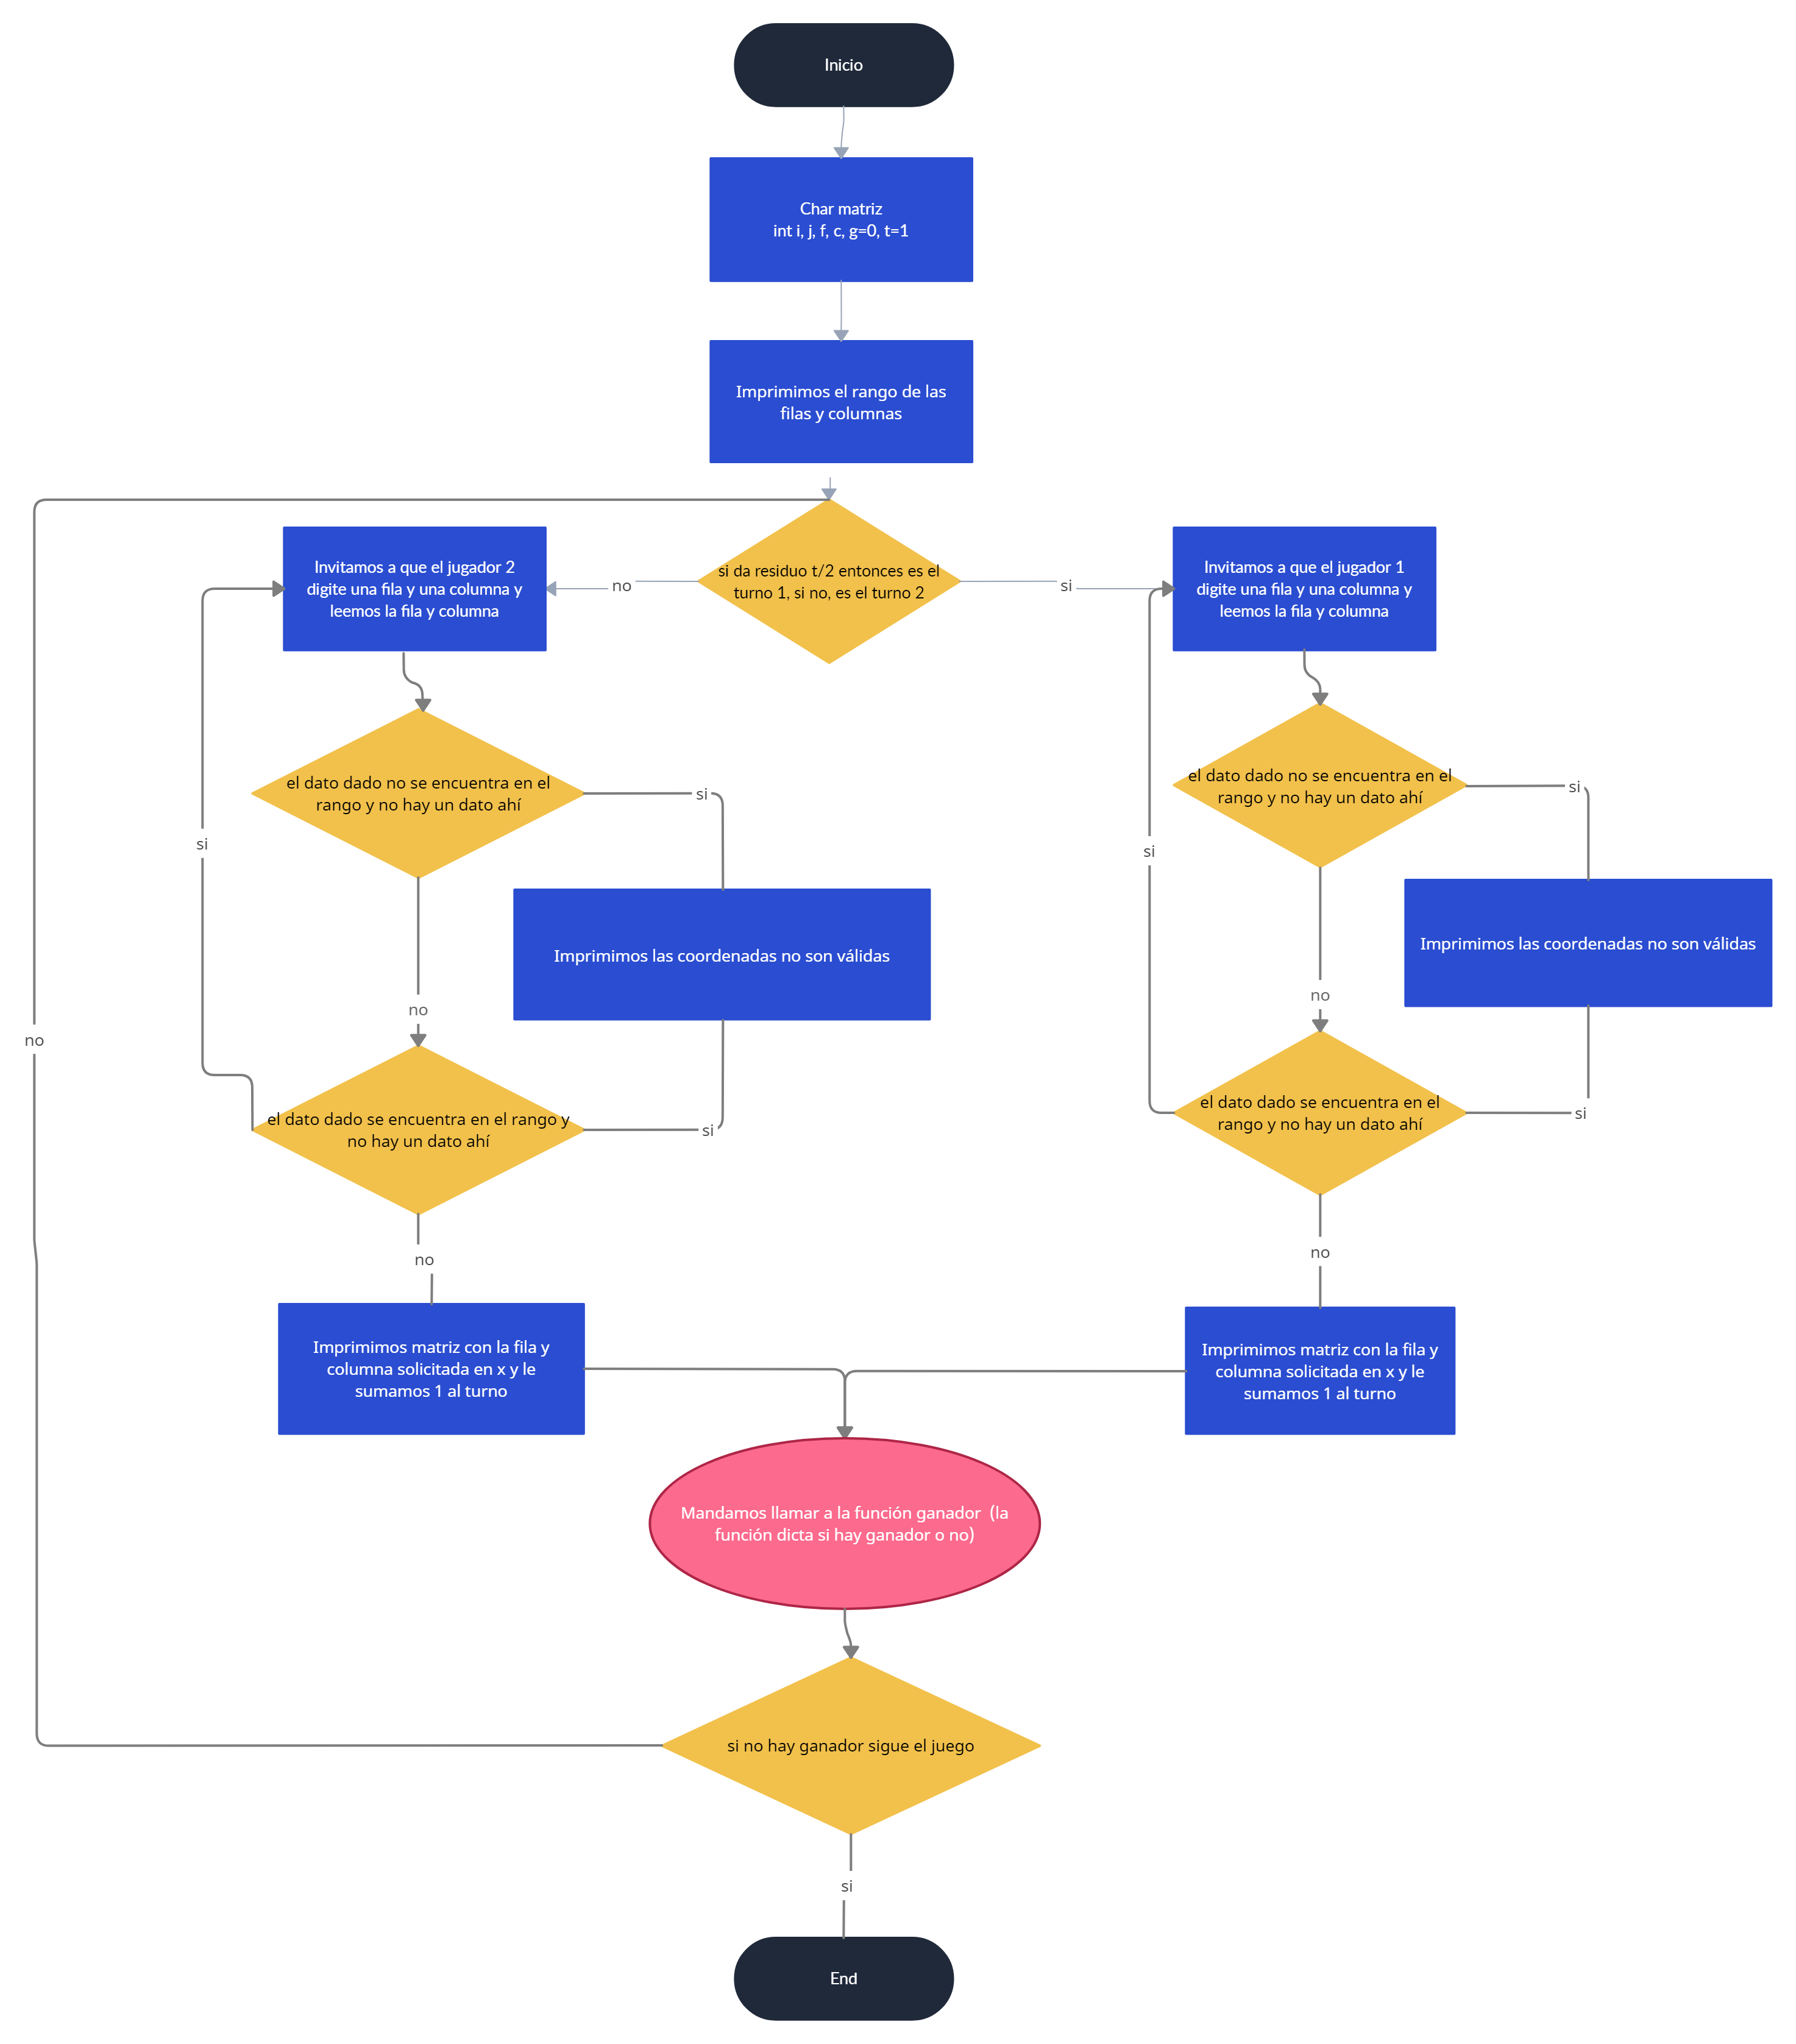 Inicio
Char matriz
int i, j, f, c, g=0, t=1
Imprimimos el rango de las
filas y columnas
si da residuo t/2 entonces es el
turno 1, si no, es el turno 2
no
si
Invitamos a que el jugador 2
digite una fila y una columna y
leemos la fila y columna
Invitamos a que el jugador 1
digite una fila y una columna y
leemos la fila y columna
el dato dado no se encuentra en el
rango y no hay un dato ahí
si
el dato dado no se encuentra en el
rango y no hay un dato ahí
si
si
si
Imprimimos las coordenadas no son válidas
Imprimimos las coordenadas no son válidas
no
no
no
el dato dado se encuentra en el rango y
no hay un dato ahí
si
el dato dado se encuentra en el
rango y no hay un dato ahí
si
no
no
Imprimimos matriz con la fila y
columna solicitada en x y le
sumamos 1 al turno
Imprimimos matriz con la fila y
columna solicitada en x y le
sumamos 1 al turno
Mandamos llamar a la función ganador  (la
función dicta si hay ganador o no)
si no hay ganador sigue el juego
si
End